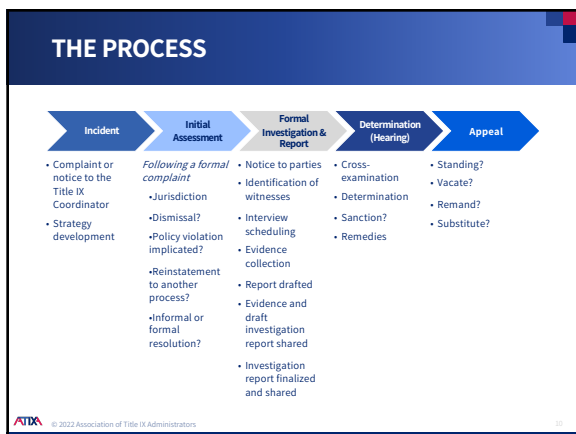 THE PROCESS
Incident
Initial
Assessment
Formal
Investigation &
Report
Determination
(Hearing)
Appeal
• Complaint or
notice to the
Title IX
Coordinator
• Strategy
development
Following a formal
complaint
•Jurisdiction
•Dismissal?
•Policy violation
implicated?
•Reinstatement
to another
process?
•Informal or
formal
resolution?
• Notice to parties
• Identification of
witnesses
• Interview
scheduling
• Evidence
collection
• Report drafted
• Evidence and
draft
investigation
report shared
• Investigation
report finalized
and shared
• Cross-
examination
• Determination
• Sanction?
• Remedies
• Standing?
• Vacate?
• Remand?
• Substitute?
ATIXA © 2022 Association of Title IX Administrators
10